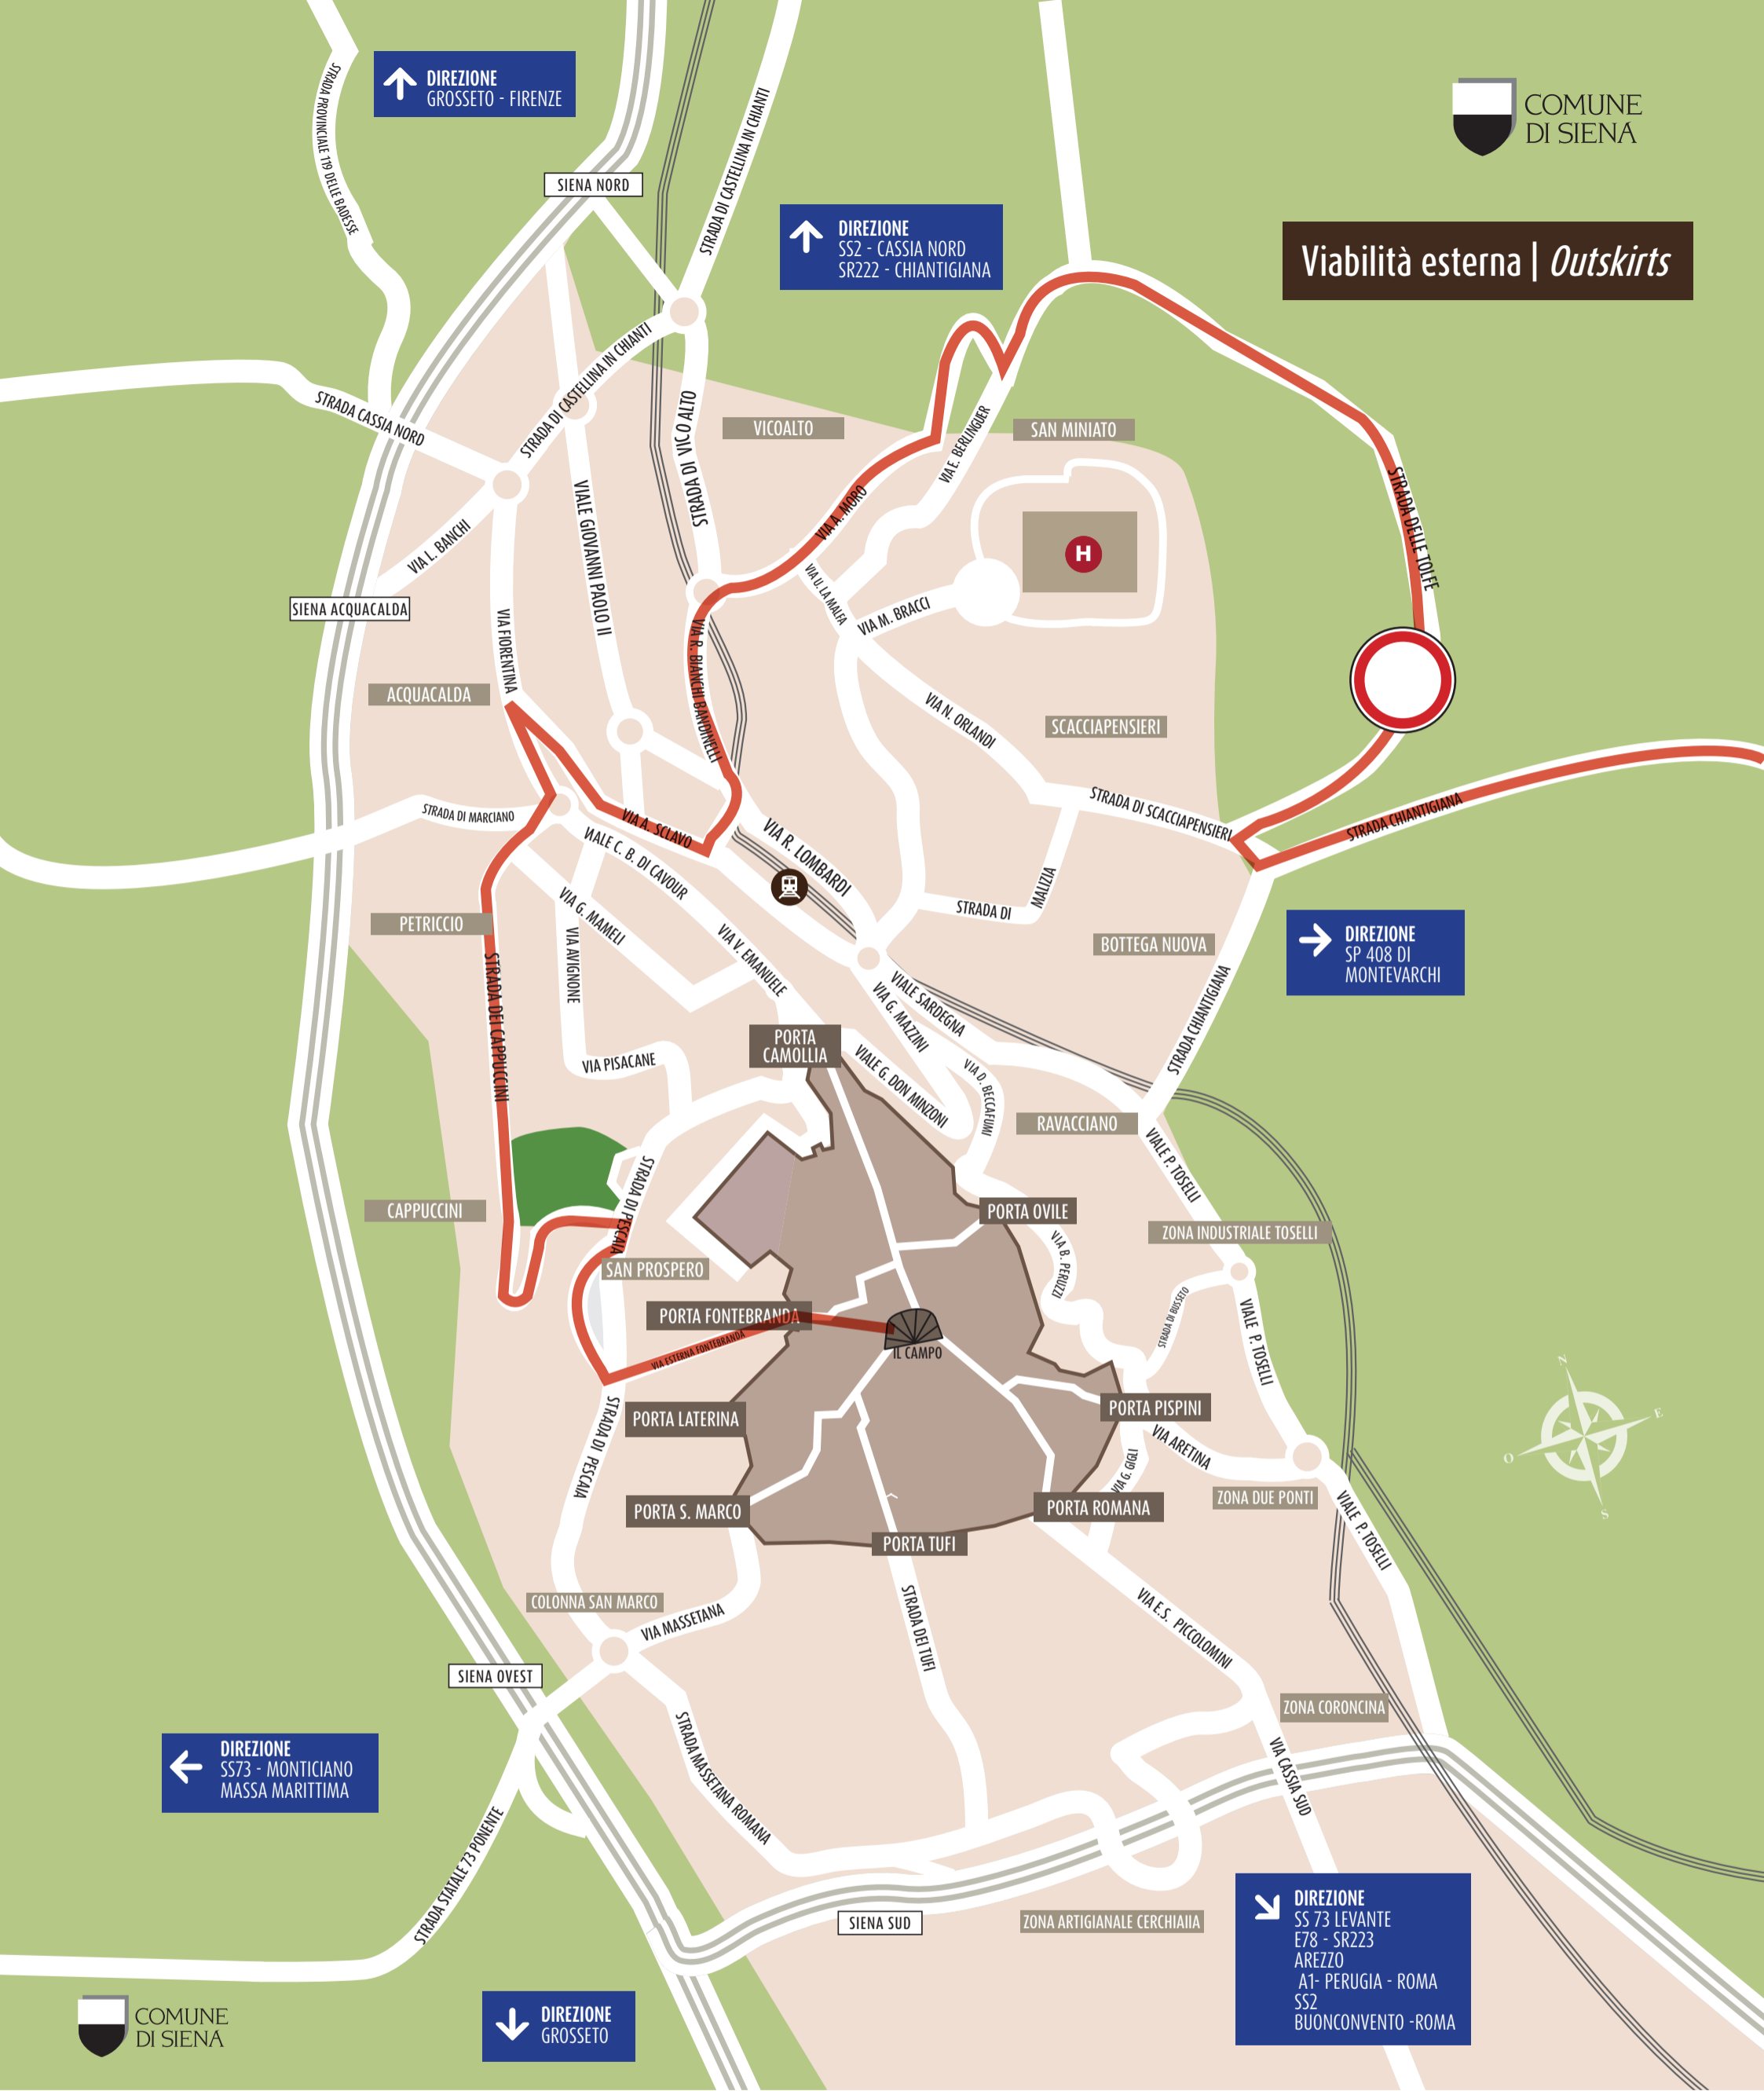 DIREZIONE
GROSSETO - FIRENZE
COMUNE
DI SIENA
STRADA PROVINCIALE 119 DELLE BADESSE
SIENA NORD
STRADA DI CASTELLINA IN CHIANTI
DIREZIONE
SS2 - CASSIA NORD
SR222 - CHIANTIGIANA
Viabilità esterna | Outskirts
STRADA DI CASTELLINA IN CHIANTI
STRADA CASSIA NORD
STRADA DI VICO ALTO
VICOALTO
VIA E. BERLINGUER
SAN MINIATO
VIA L. BANCHI
VIALE GIOVANNI PAOLO II
VIA A. MORO
H
STRADA DELLE TOLFE
SIENA ACQUACALDA
VIA FIORENTINA
VIA U. LA MALFA
VIA M. BRACCI
VIA R. BIANCHI BANDINELLI
ACQUACALDA
VIA N. ORLANDI
SCACCIAPENSIERI
STRADA DI MARCIANO
VIA A. SCLAVO
STRADA DI SCACCIAPENSIERI
STRADA CHIANTIGIANA
VIALE C. B. DI CAVOUR
VIA R. LOMBARDI
VIA G. MAMELI
STRADA DI
MALIZIA
PETRICCIO
VIA AVIGNONE
VIA V. EMANUELE
BOTTEGA NUOVA
DIREZIONE
SP 408 DI
MONTEVARCHI
STRADA DEI CAPPUCCINI
VIALE SARDEGNA
VIA G. MAZZINI
STRADA CHIANTIGIANA
PORTA
CAMOLLIA
VIA PISACANE
VIALE G. DON MINZONI
VIA D. BECCAFUMI
RAVACCIANO
VIALE P. TOSELLI
STRADA DI PESCAIA
CAPPUCCINI
PORTA OVILE
ZONA INDUSTRIALE TOSELLI
SAN PROSPERO
VIA B. PERUZZI
PORTA FONTEBRANDA
VIA ESTERNA FONTEBRANDA
IL CAMPO
STRADA DI BUSSETO
VIALE P. TOSELLI
N
E
O
S
STRADA DI PESCAIA
PORTA LATERINA
PORTA PISPINI
VIA ARETINA
VIA G. GIGLI
PORTA S. MARCO
PORTA ROMANA
ZONA DUE PONTI
VIALE P. TOSELLI
PORTA TUFI
COLONNA SAN MARCO
VIA MASSETANA
STRADA DEI TUFI
VIA E.S. PICCOLOMINI
SIENA OVEST
ZONA CORONCINA
STRADA MASSETANA ROMANA
VIA CASSIA SUD
DIREZIONE
SS73 - MONTICIANO
MASSA MARITTIMA
STRADA STATALE 73 PONENTE
SIENA SUD
ZONA ARTIGIANALE CERCHIAIIA
DIREZIONE
SS 73 LEVANTE
E78 - SR223
AREZZO
A1- PERUGIA - ROMA
SS2
BUONCONVENTO -ROMA
COMUNE
DI SIENA
DIREZIONE
GROSSETO